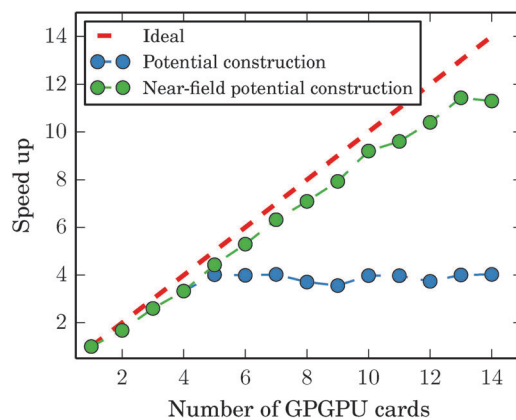 14
12
10
8
6
4
2
Speed up
Ideal
Potential construction
Near-field potential construction
2 4 6 8 10 12 14
Number of GPGPU cards